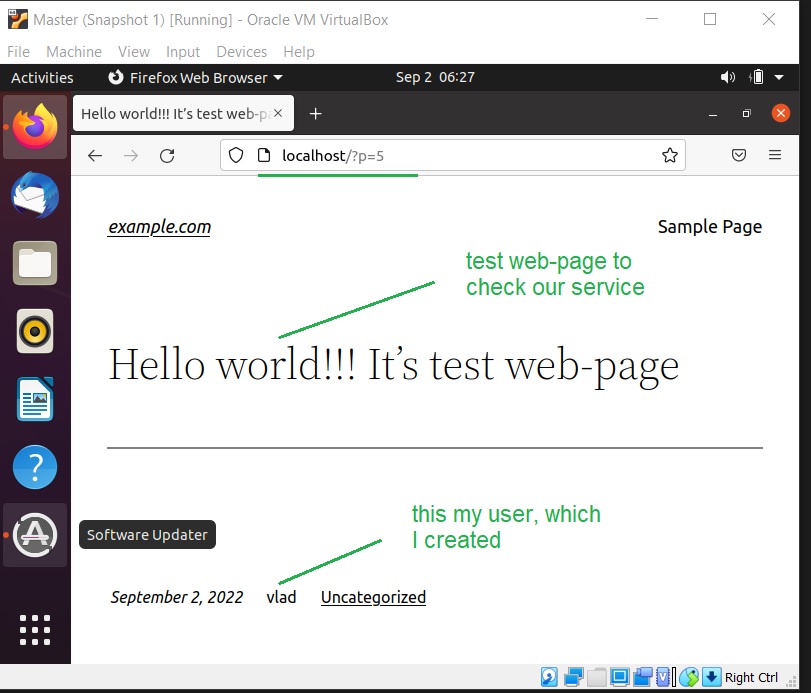 Master (Snapshot 1) [Running] - Oracle VM VirtualBox
File Machine View Input Devices Help
Activities Firefox Web Browser Sep 2 06:27
Hello world!!! It’s test web-p
localhost/?p=5
example.com Sample Page
test web-page to
check our service
Hello world!!! It’s test web-page
this my user, which
I created
Software Updater
September 2, 2022 vlad Uncategorized
Right Ctrl